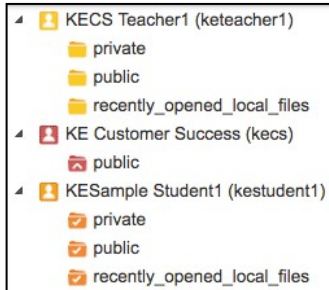 KECS Teacher1 (keteacher1)
private
public
recently_opened_local_files
KE Customer Success (kecs)
public
KESample Student1 (kestudent1)
private
public
recently_opened_local_files